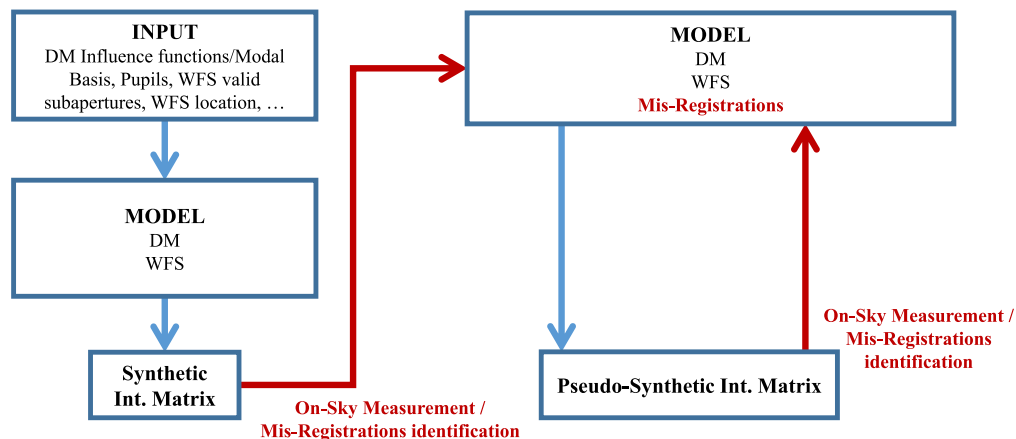 INPUT
DM Influence functions/Modal
Basis, Pupils, WFS valid
subapertures, WFS location, …
MODEL
DM
WFS
Synthetic
Int. Matrix
On-Sky Measurement /
Mis-Registrations identification
MODEL
DM
WFS
Mis-Registrations
Pseudo-Synthetic Int. Matrix
On-Sky Measurement /
Mis-Registrations
identification